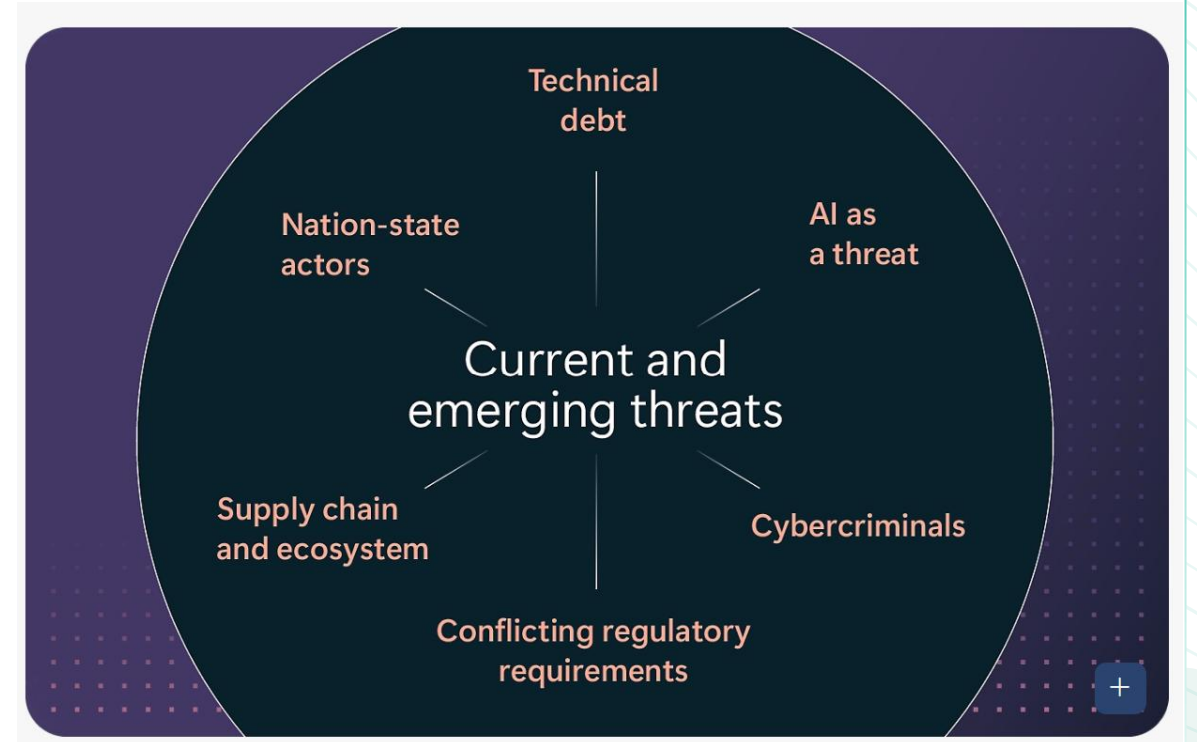 Technical
debt
Nation-state
actors
AI as
a threat
Current and
emerging threats
Supply chain
and ecosystem
Cybercriminals
Conflicting regulatory
requirements
+